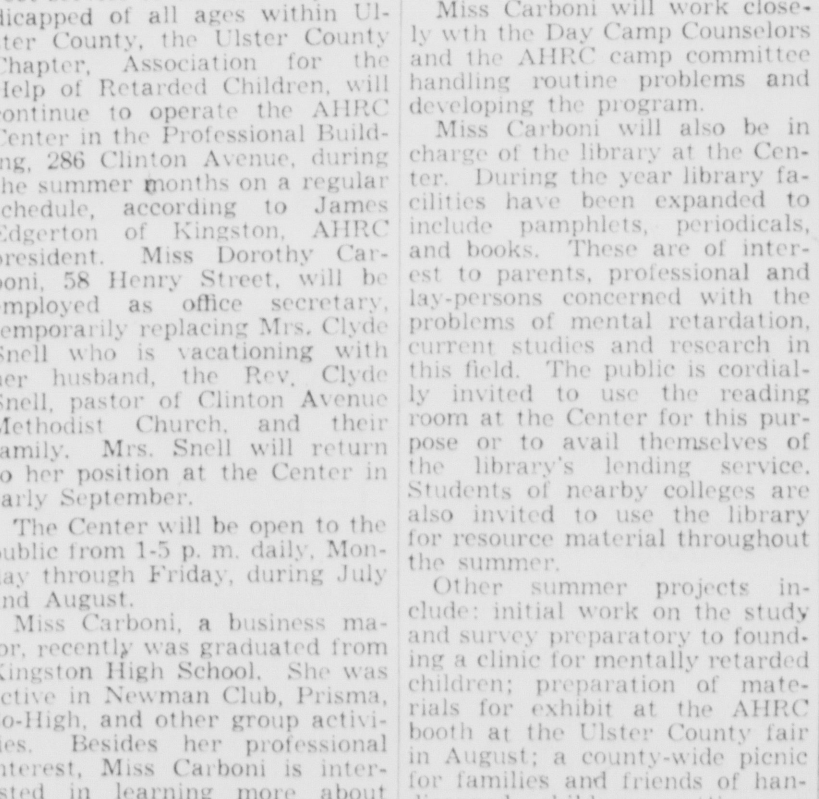 dicapped of all ages within Ul-
ster County, the Ulster County
Chapter, Association for the
Help of Retarded Children, will
continue to operate the AHRC
Center in the Professional Build-
ng, 286 Clinton Avenue, during
he summer months on a regular
chedule, according to James
Edgerton of Kingston, AHRC
president. Miss Dorothy Car-
boni, 58 Henry Street, will be
employed as office secretary,
temporarily replacing Mrs. Clyde
Snell who is vacationing with
her husband, the Rev. Clyde
Snell, pastor of Clinton Avenue
Methodist Church, and their
family. Mrs. Snell will return
to her position at the Center in
early September.
The Center will be open to the
public from 1-5 p. m. daily, Mon-
day through Friday, during July
and August.
Miss Carboni, a business ma-
or, recently was graduated from
Kingston High School. She was
ctive in Newman Club, Prisma,
o-High, and other group activi-
ies. Besides her professional
nterest, Miss Carboni is inter-
sted in learning more about
Miss Carboni will work close-
ly wth the Day Camp Counselors
and the AHRC camp committee
handling routine problems and
developing the program.
Miss Carboni will also be in
charge of the library at the Cen-
ter. During the year library fa-
cilities have been expanded to
include pamphlets, periodicals,
and books. These are of inter-
est to parents, professional and
lay-persons concerned with the
problems of mental retardation,
current studies and research in
this field. The public is cordial-
ly invited to use the reading
room at the Center for this pur-
pose or to avail themselves of
the library's lending service.
Students of nearby colleges are
also invited to use the library
for resource material throughout
the summer.
Other summer projects in-
clude: initial work on the study
and survey preparatory to found-
ing a clinic for mentally retarded
children; preparation of mate-
rials for exhibit at the AHRC
booth at the Ulster County fair
in August; a county-wide picnic
for families and friends of han-